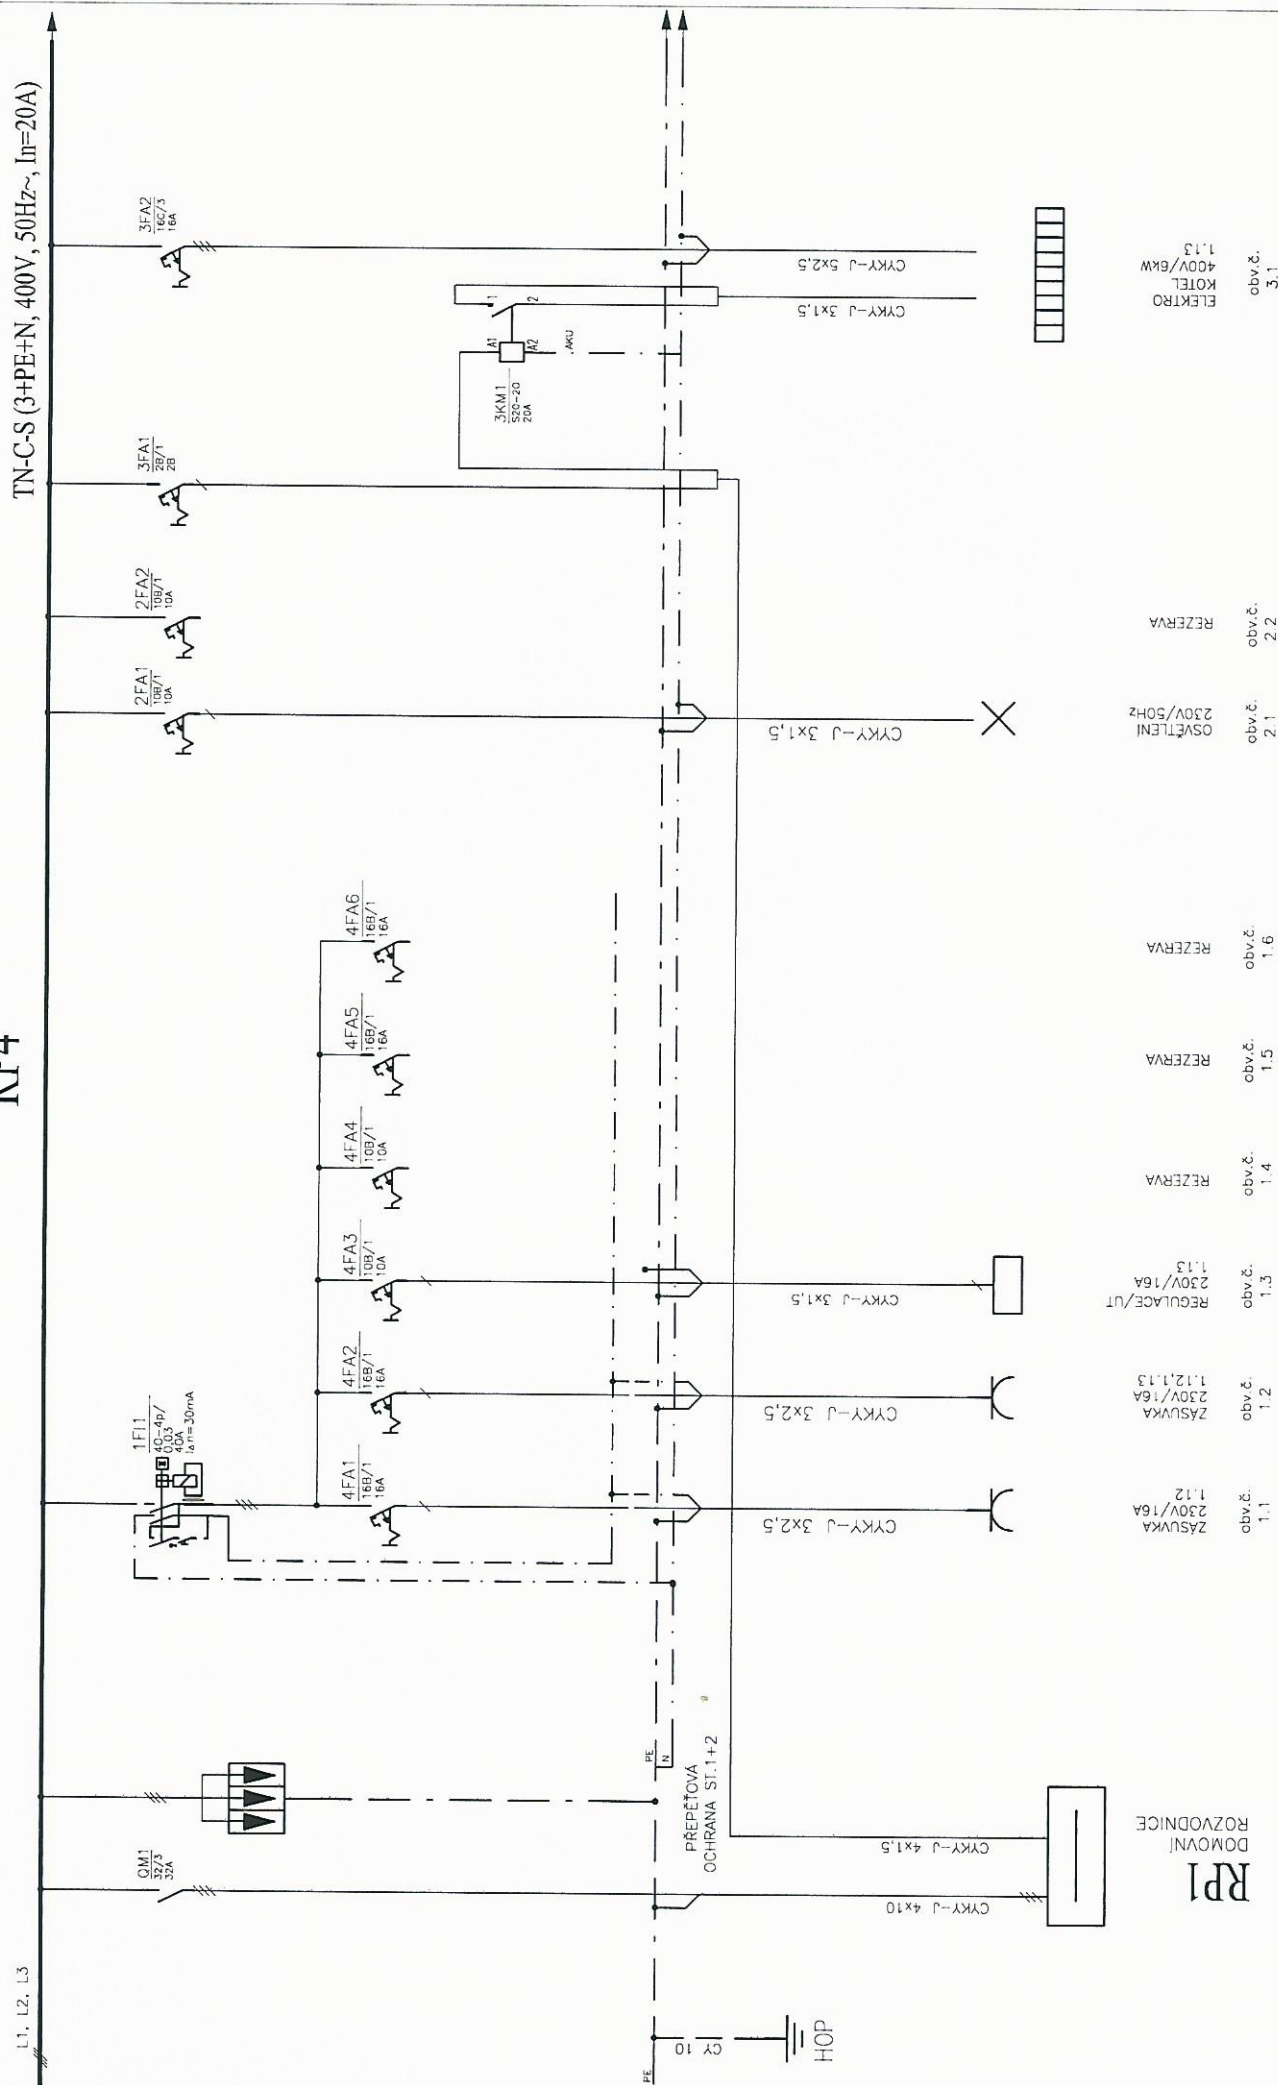 RP4
TN-C-S (3+PE+N, 400V, 50Hz~, In=20A)
L1, L2, L3
QM1
32/3
32A
1FI1
40-4p/
0,03
40A
I∆n=30mA
4FA1
16B/1
16A
4FA2
16B/1
16A
4FA3
10B/1
10A
4FA4
10B/1
10A
4FA5
16B/1
16A
4FA6
16B/1
16A
2FA1
10B/1
10A
2FA2
10B/1
10A
3FA1
2B/1
2B
3FA2
16C/3
16A
3KM1
S20-20
20A
A1
A2
1
2
AKU
PE
PE
N
PŘEPĚŤOVÁ
OCHRANA ST.1+2
CY 10
HOP
CYKY-J 4x10
CYKY-J 4x1,5
CYKY-J 3x2,5
CYKY-J 3x2,5
CYKY-J 3x1,5
CYKY-J 3x1,5
CYKY-J 3x1,5
CYKY-J 5x2,5
RP1
DOMOVNÍ
ROZVODNICE
ZÁSUVKA
230V/16A
1.12
obv.č.
1.1
ZÁSUVKA
230V/16A
1.12,1.13
obv.č.
1.2
REGULACE/UT
230V/16A
1.13
obv.č.
1.3
REZERVA
obv.č.
1.4
REZERVA
obv.č.
1.5
REZERVA
obv.č.
1.6
OSVĚTLENÍ
230V/50Hz
obv.č.
2.1
REZERVA
obv.č.
2.2
ELEKTRO
KOTEL
400V/6kW
1.13
obv.č.
3.1